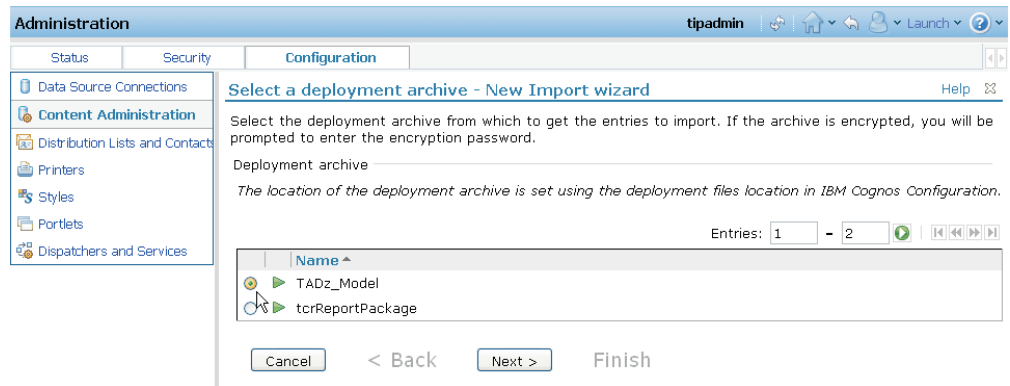 Administration
tipadmin
Launch
Status
Security
Configuration
Data Source Connections
Content Administration
Distribution Lists and Contacts
Printers
Styles
Portlets
Dispatchers and Services
Select a deployment archive - New Import wizard
Help
Select the deployment archive from which to get the entries to import. If the archive is encrypted, you will be
prompted to enter the encryption password.
Deployment archive
The location of the deployment archive is set using the deployment files location in IBM Cognos Configuration.
Entries: 1 - 2
Name
TADz_Model
tcrReportPackage
Cancel
< Back
Next >
Finish